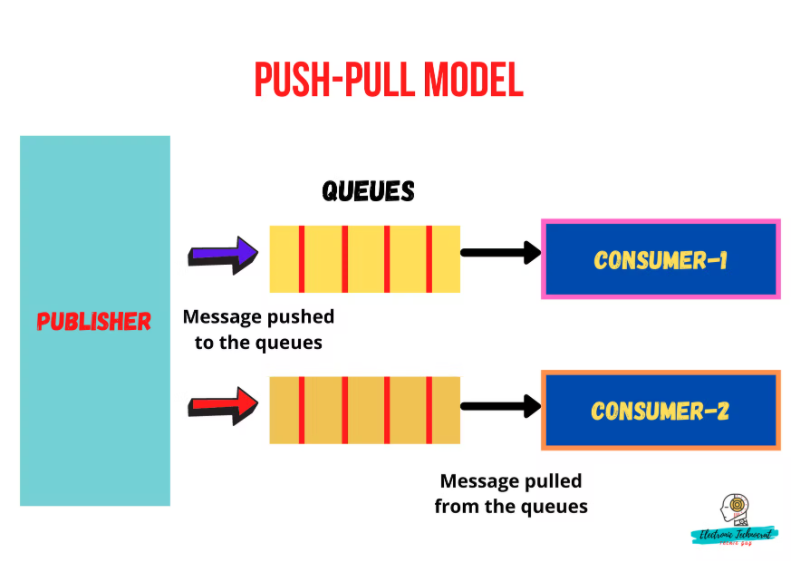 PUSH-PULL MODEL
QUEUES
CONSUMER-1
PUBLISHER
Message pushed
to the queues
CONSUMER-2
Message pulled
from the queues
Electronic Technocrat